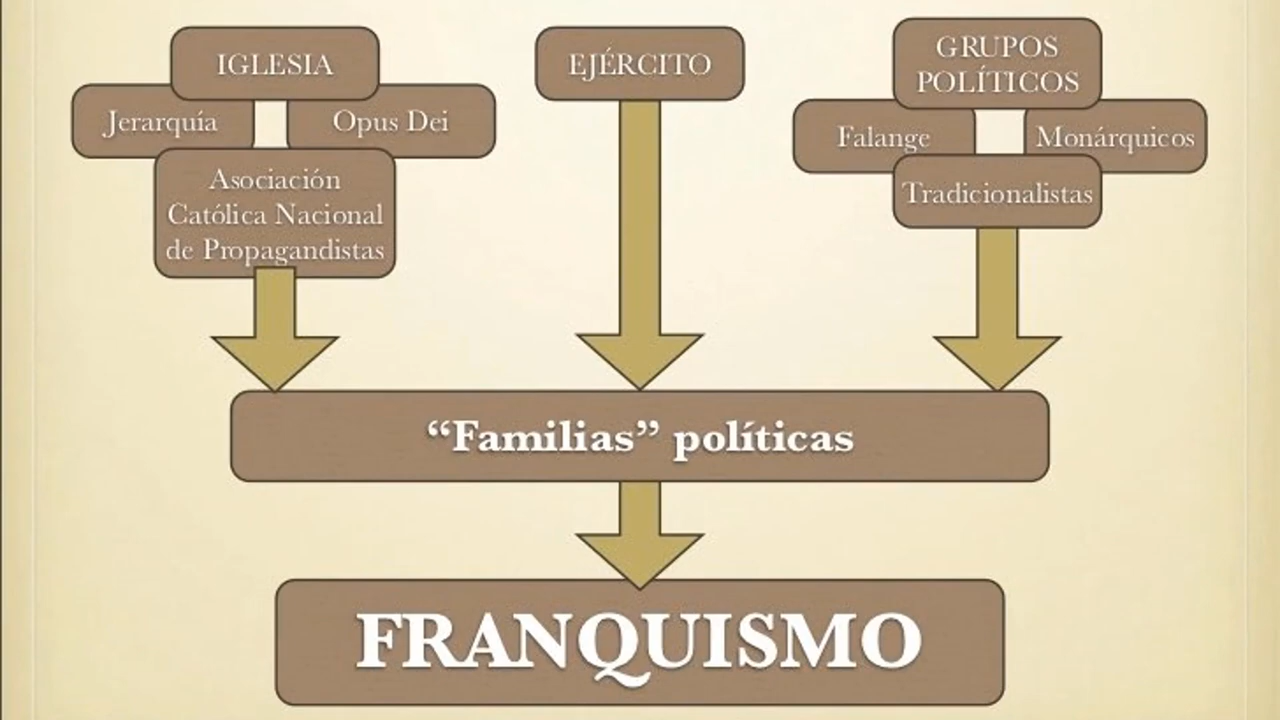 IGLESIA
Jerarquía
Opus Dei
Asociación
Católica Nacional
de Propagandistas
EJÉRCITO
GRUPOS
POLÍTICOS
Falange
Monárquicos
Tradicionalistas
“Familias” políticas
FRANQUISMO